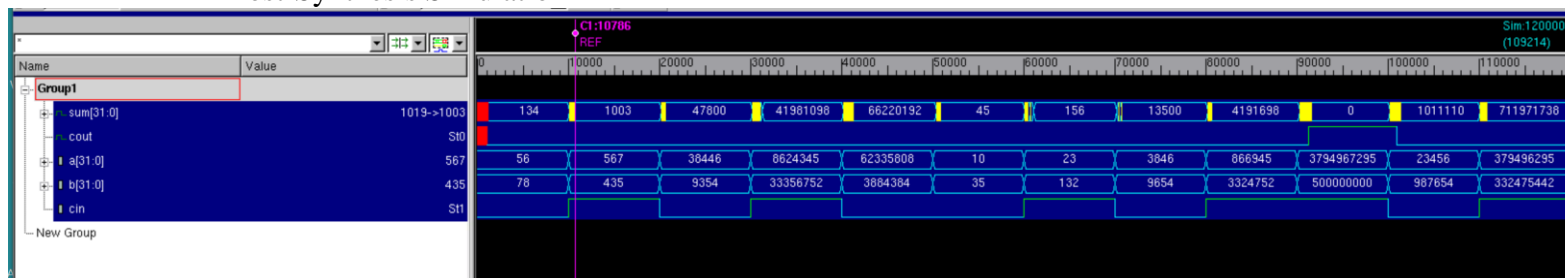 C1:10786
REF
Sim:120000
(109214)
*
Name Value
0 10000 20000 30000 40000 50000 60000 70000 80000 90000 100000 110000
Group1
sum[31:0] 1019->1003 134 1003 47800 41981098 66220192 45 156 13500 4191698 0 1011110 711971738
cout St0
a[31:0] 567 56 567 38446 8624345 62335808 10 23 3846 866945 3794967295 23456 379496295
b[31:0] 435 78 435 9354 33356752 3884384 35 132 9654 3324752 500000000 987654 332475442
cin St1
New Group